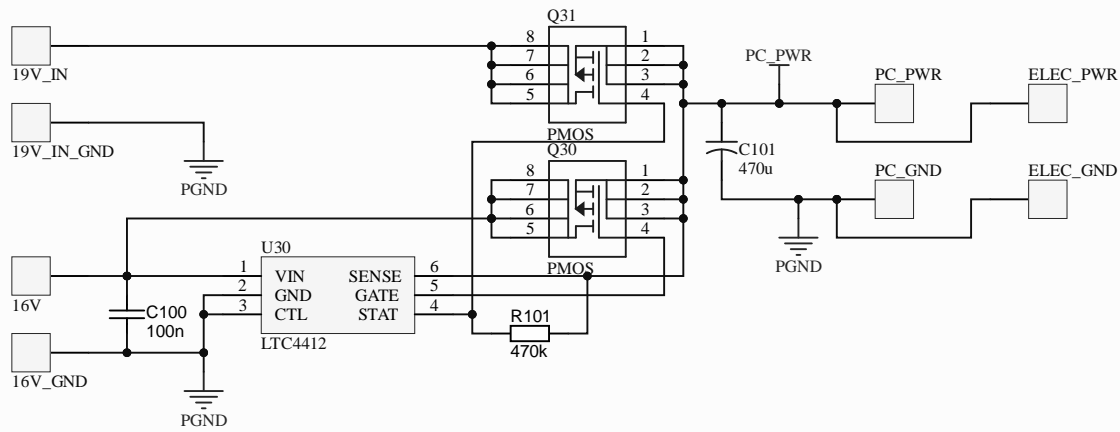 Q31
8 1
7 2
6 3
5 4
PMOS
19V_IN
19V_IN_GND
PGND
PC_PWR
PC_PWR
ELEC_PWR
C101
470u
PC_GND
ELEC_GND
PGND
Q30
8 1
7 2
6 3
5 4
PMOS
U30
1 VIN SENSE 6
2 GND GATE 5
3 CTL STAT 4
LTC4412
16V
C100
100n
R101
470k
16V_GND
PGND